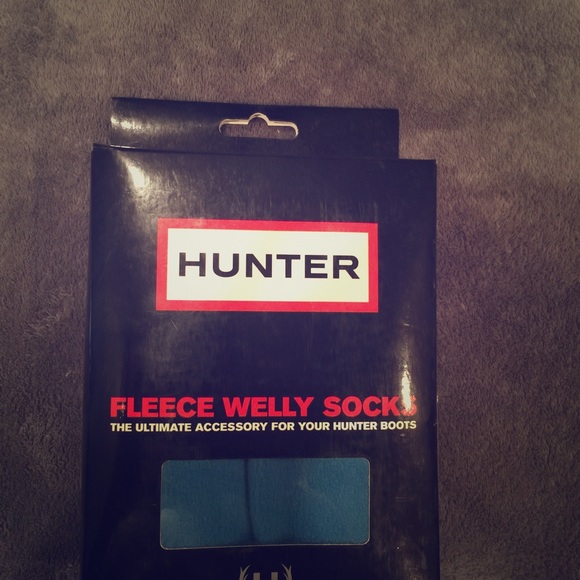 HUNTER
FLEECE WELLY SOCKS
THE ULTIMATE ACCESSORY FOR YOUR HUNTER BOOTS